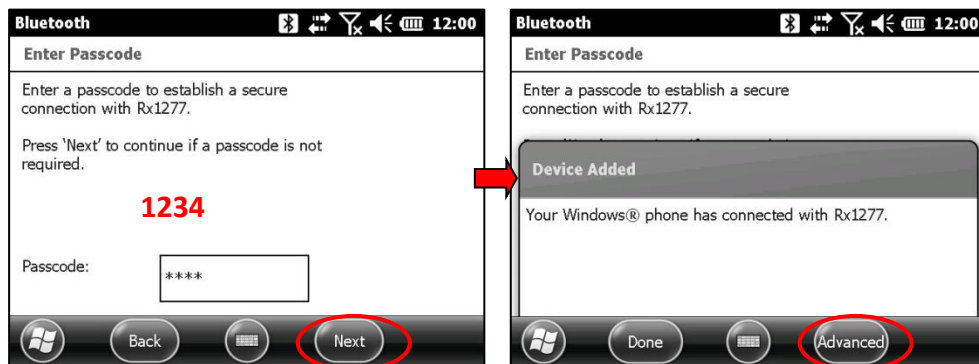 Bluetooth 12:00
Enter Passcode
Enter a passcode to establish a secure
connection with Rx1277.
Press ‘Next’ to continue if a passcode is not
required.
1234
Passcode: ****
Back Next
Bluetooth 12:00
Enter Passcode
Enter a passcode to establish a secure
connection with Rx1277.
Device Added
Your Windows® phone has connected with Rx1277.
Done Advanced